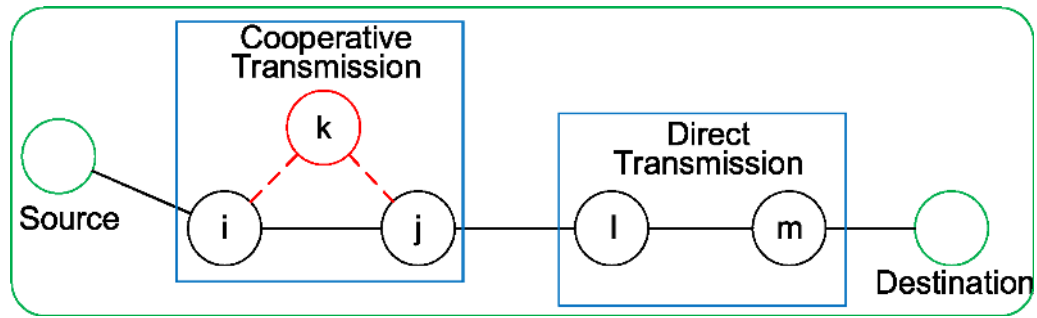 Cooperative
Transmission
k
Direct
Transmission
Source
i
j
l
m
Destination